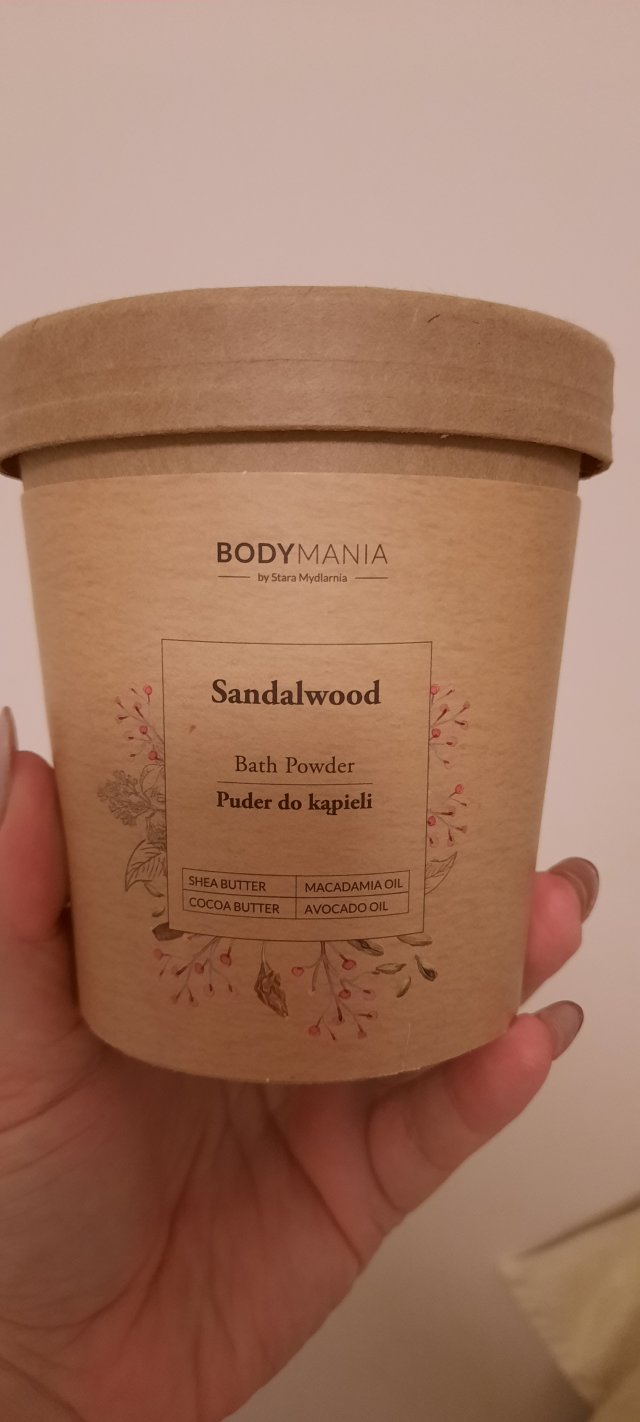 BODYMANIA
by Stara Mydlarnia
Sandalwood
Bath Powder
Puder do kąpieli
SHEA BUTTER MACADAMIA OIL
COCOA BUTTER AVOCADO OIL